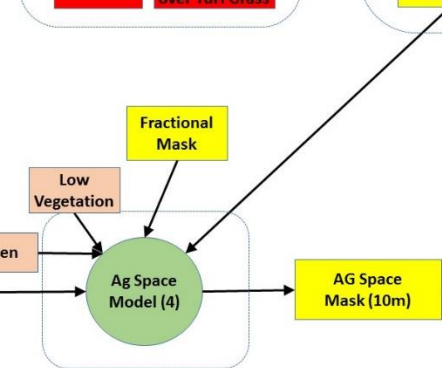 over Turf Grass
Fractional
Mask
Low
Vegetation
en
Ag Space
Model (4)
AG Space
Mask (10m)